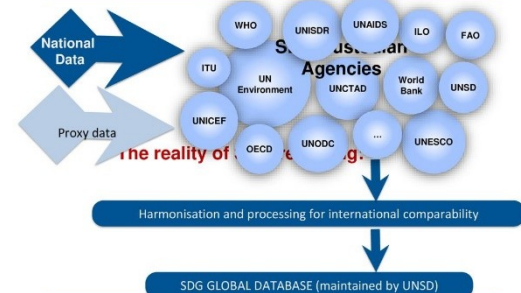 WHO
UNISDR
UNAIDS
ILO
FAO
National
Data
Agencies
ITU
UN
Environment
UNCTAD
World
Bank
UNSD
Proxy data
UNICEF
OECD
UNODC
...
UNESCO
The reality of
Harmonisation and processing for international comparability
SDG GLOBAL DATABASE (maintained by UNSD)